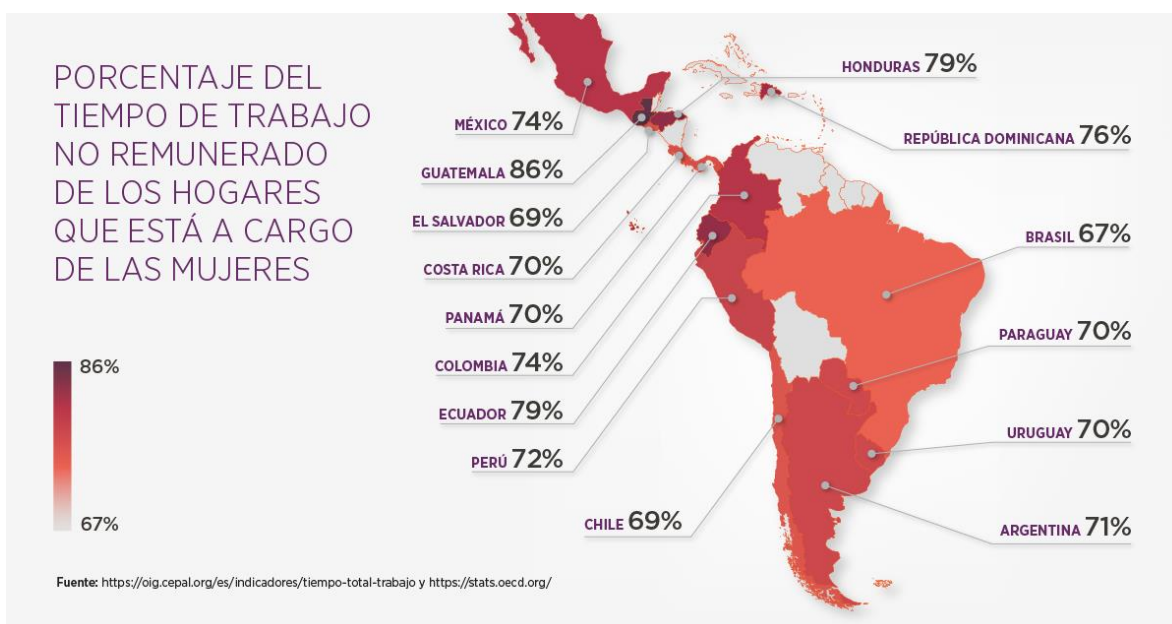 PORCENTAJE DEL
TIEMPO DE TRABAJO
NO REMUNERADO
DE LOS HOGARES
QUE ESTÁ A CARGO
DE LAS MUJERES
86%
67%
MÉXICO 74%
GUATEMALA 86%
EL SALVADOR 69%
COSTA RICA 70%
PANAMÁ 70%
COLOMBIA 74%
ECUADOR 79%
PERÚ 72%
CHILE 69%
HONDURAS 79%
REPÚBLICA DOMINICANA 76%
BRASIL 67%
PARAGUAY 70%
URUGUAY 70%
ARGENTINA 71%
Fuente: https://oig.cepal.org/es/indicadores/tiempo-total-trabajo y https://stats.oecd.org/